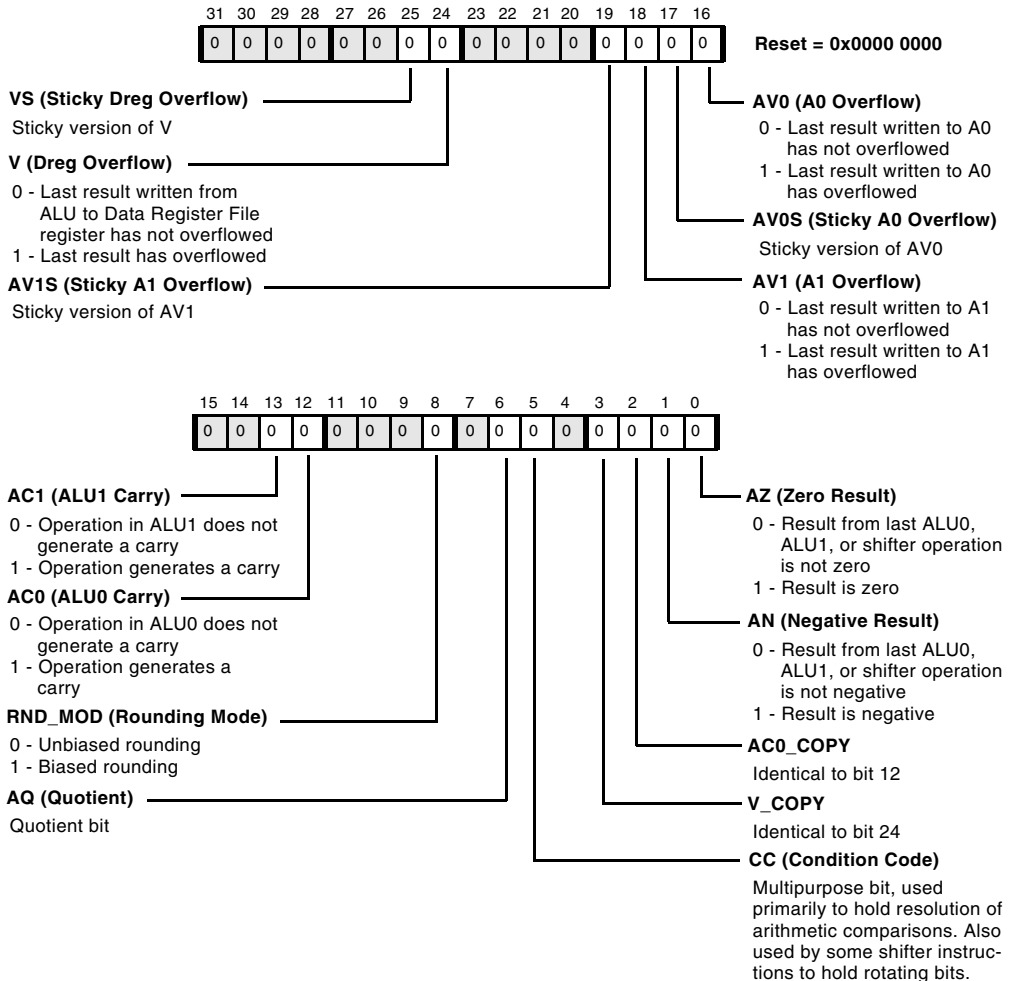 31 30 29 28 27 26 25 24 23 22 21 20 19 18 17 16
0 0 0 0 0 0 0 0 0 0 0 0 0 0 0 0
Reset = 0x0000 0000
VS (Sticky Dreg Overflow)
Sticky version of V
V (Dreg Overflow)
0 - Last result written from
ALU to Data Register File
register has not overflowed
1 - Last result has overflowed
AV1S (Sticky A1 Overflow)
Sticky version of AV1
AV0 (A0 Overflow)
0 - Last result written to A0
has not overflowed
1 - Last result written to A0
has overflowed
AV0S (Sticky A0 Overflow)
Sticky version of AV0
AV1 (A1 Overflow)
0 - Last result written to A1
has not overflowed
1 - Last result written to A1
has overflowed
15 14 13 12 11 10 9 8 7 6 5 4 3 2 1 0
0 0 0 0 0 0 0 0 0 0 0 0 0 0 0 0
AC1 (ALU1 Carry)
0 - Operation in ALU1 does not
generate a carry
1 - Operation generates a carry
AC0 (ALU0 Carry)
0 - Operation in ALU0 does not
generate a carry
1 - Operation generates a
carry
RND_MOD (Rounding Mode)
0 - Unbiased rounding
1 - Biased rounding
AQ (Quotient)
Quotient bit
AZ (Zero Result)
0 - Result from last ALU0,
ALU1, or shifter operation
is not zero
1 - Result is zero
AN (Negative Result)
0 - Result from last ALU0,
ALU1, or shifter operation
is not negative
1 - Result is negative
AC0_COPY
Identical to bit 12
V_COPY
Identical to bit 24
CC (Condition Code)
Multipurpose bit, used
primarily to hold resolution of
arithmetic comparisons. Also
used by some shifter instruc-
tions to hold rotating bits.